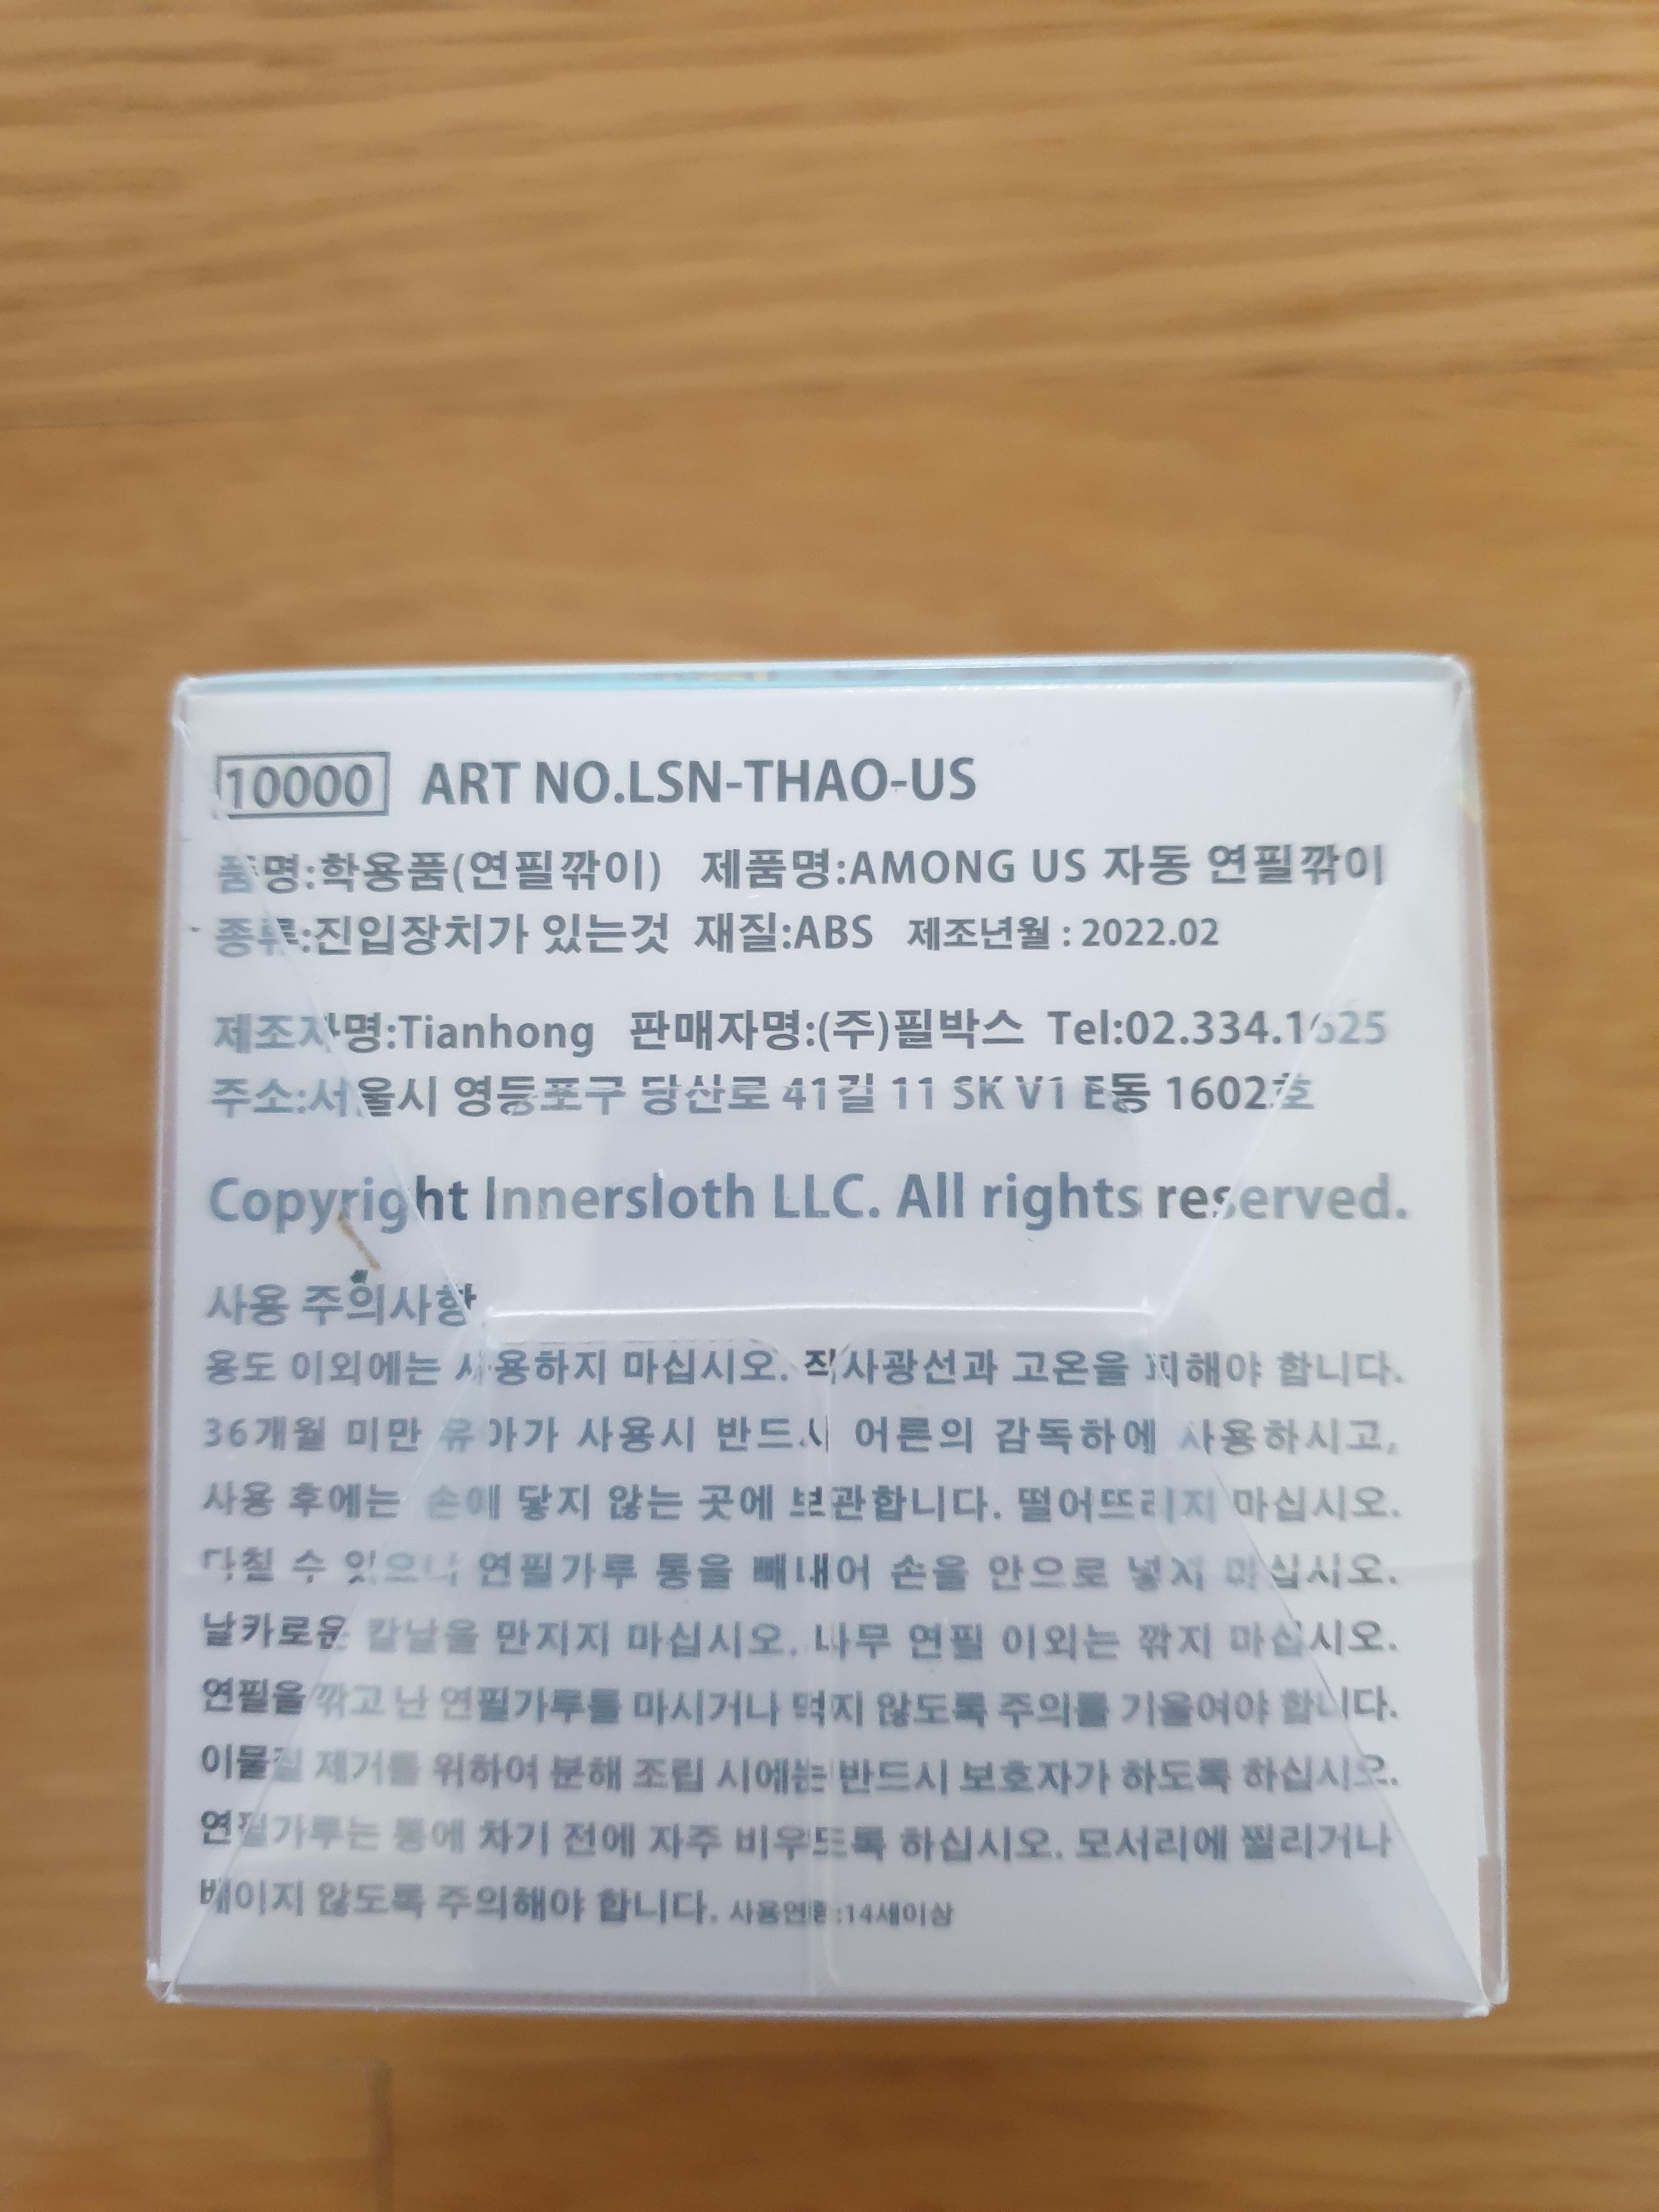 10000 ART NO.LSN-THAO-US
품명:학용품(연필깎이) 제품명:AMONG US 자동 연필깎이
종류:진입장치가 있는것 재질:ABS 제조년월 : 2022.02
제조자명:Tianhong 판매자명:(주)필박스 Tel:02.334.1625
주소:서울시 영등포구 당산로 41길 11 SK V1 E동 1602호
Copyright Innersloth LLC. All rights reserved.
사용 주의사항
용도 이외에는 사용하지 마십시오. 직사광선과 고온을 피해야 합니다.
36개월 미만 유아가 사용시 반드시 어른의 감독하에 사용하시고,
사용 후에는 손에 닿지 않는 곳에 보관합니다. 떨어뜨리지 마십시오.
다칠 수 있으니 연필가루 통을 빼내어 손을 안으로 넣지 마십시오.
날카로운 칼날을 만지지 마십시오. 나무 연필 이외는 깎지 마십시오.
연필을 깎고 난 연필가루를 마시거나 먹지 않도록 주의를 기울여야 합니다.
이물질 제거를 위하여 분해 조립 시에는 반드시 보호자가 하도록 하십시오.
연필가루는 통에 차기 전에 자주 비우도록 하십시오. 모서리에 찔리거나
베이지 않도록 주의해야 합니다. 사용연령:14세이상